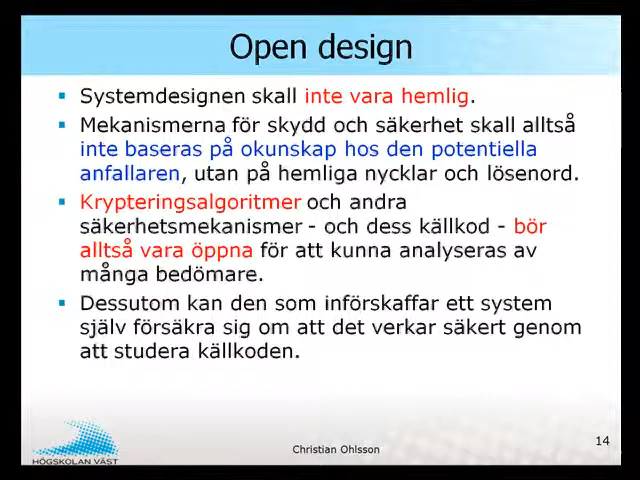 Open design
Systemdesignen skall inte vara hemlig.
Mekanismerna för skydd och säkerhet skall alltså
inte baseras på okunskap hos den potentiella
anfallaren, utan på hemliga nycklar och lösenord.
Krypteringsalgoritmer och andra
säkerhetsmekanismer - och dess källkod - bör
alltså vara öppna för att kunna analyseras av
många bedömare.
Dessutom kan den som införskaffar ett system
själv försäkra sig om att det verkar säkert genom
att studera källkoden.
HÖGSKOLAN VÄST
Christian Ohlsson
14